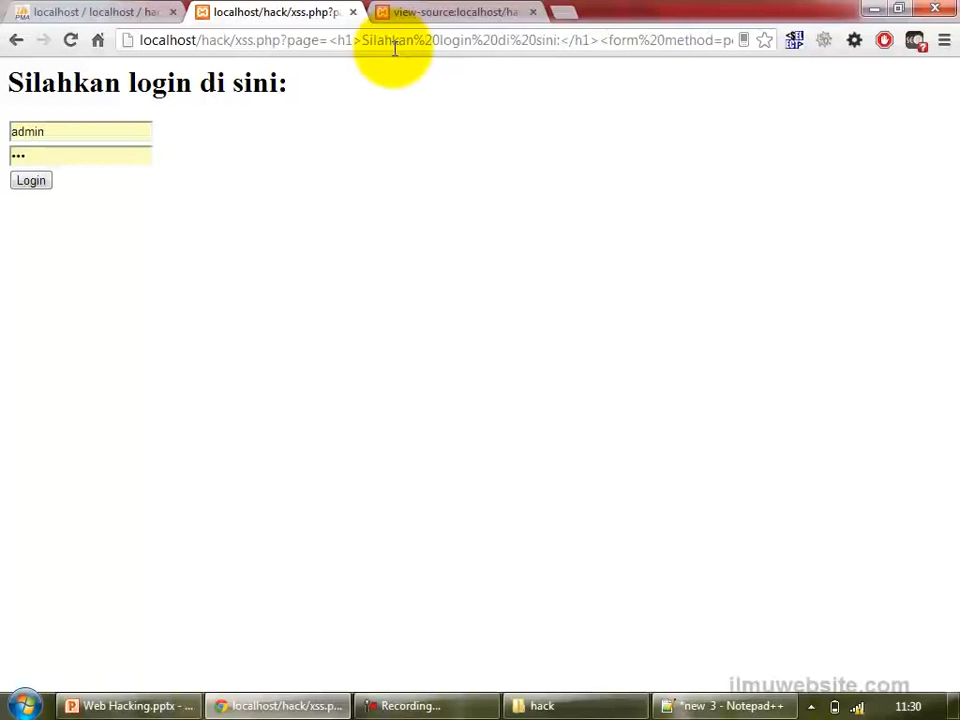 localhost / localhost / ha
localhost/hack/xss.php?p
view-source:localhost/ha
localhost/hack/xss.php?page=<h1>Silahkan%20login%20di%20sini:</h1><form%20method=po
Silahkan login di sini:
admin
•••
Login
ilmuwebsite.com
Web Hacking.pptx - ...
localhost/hack/xss.p...
Recording...
hack
*new 3 - Notepad++
11:30